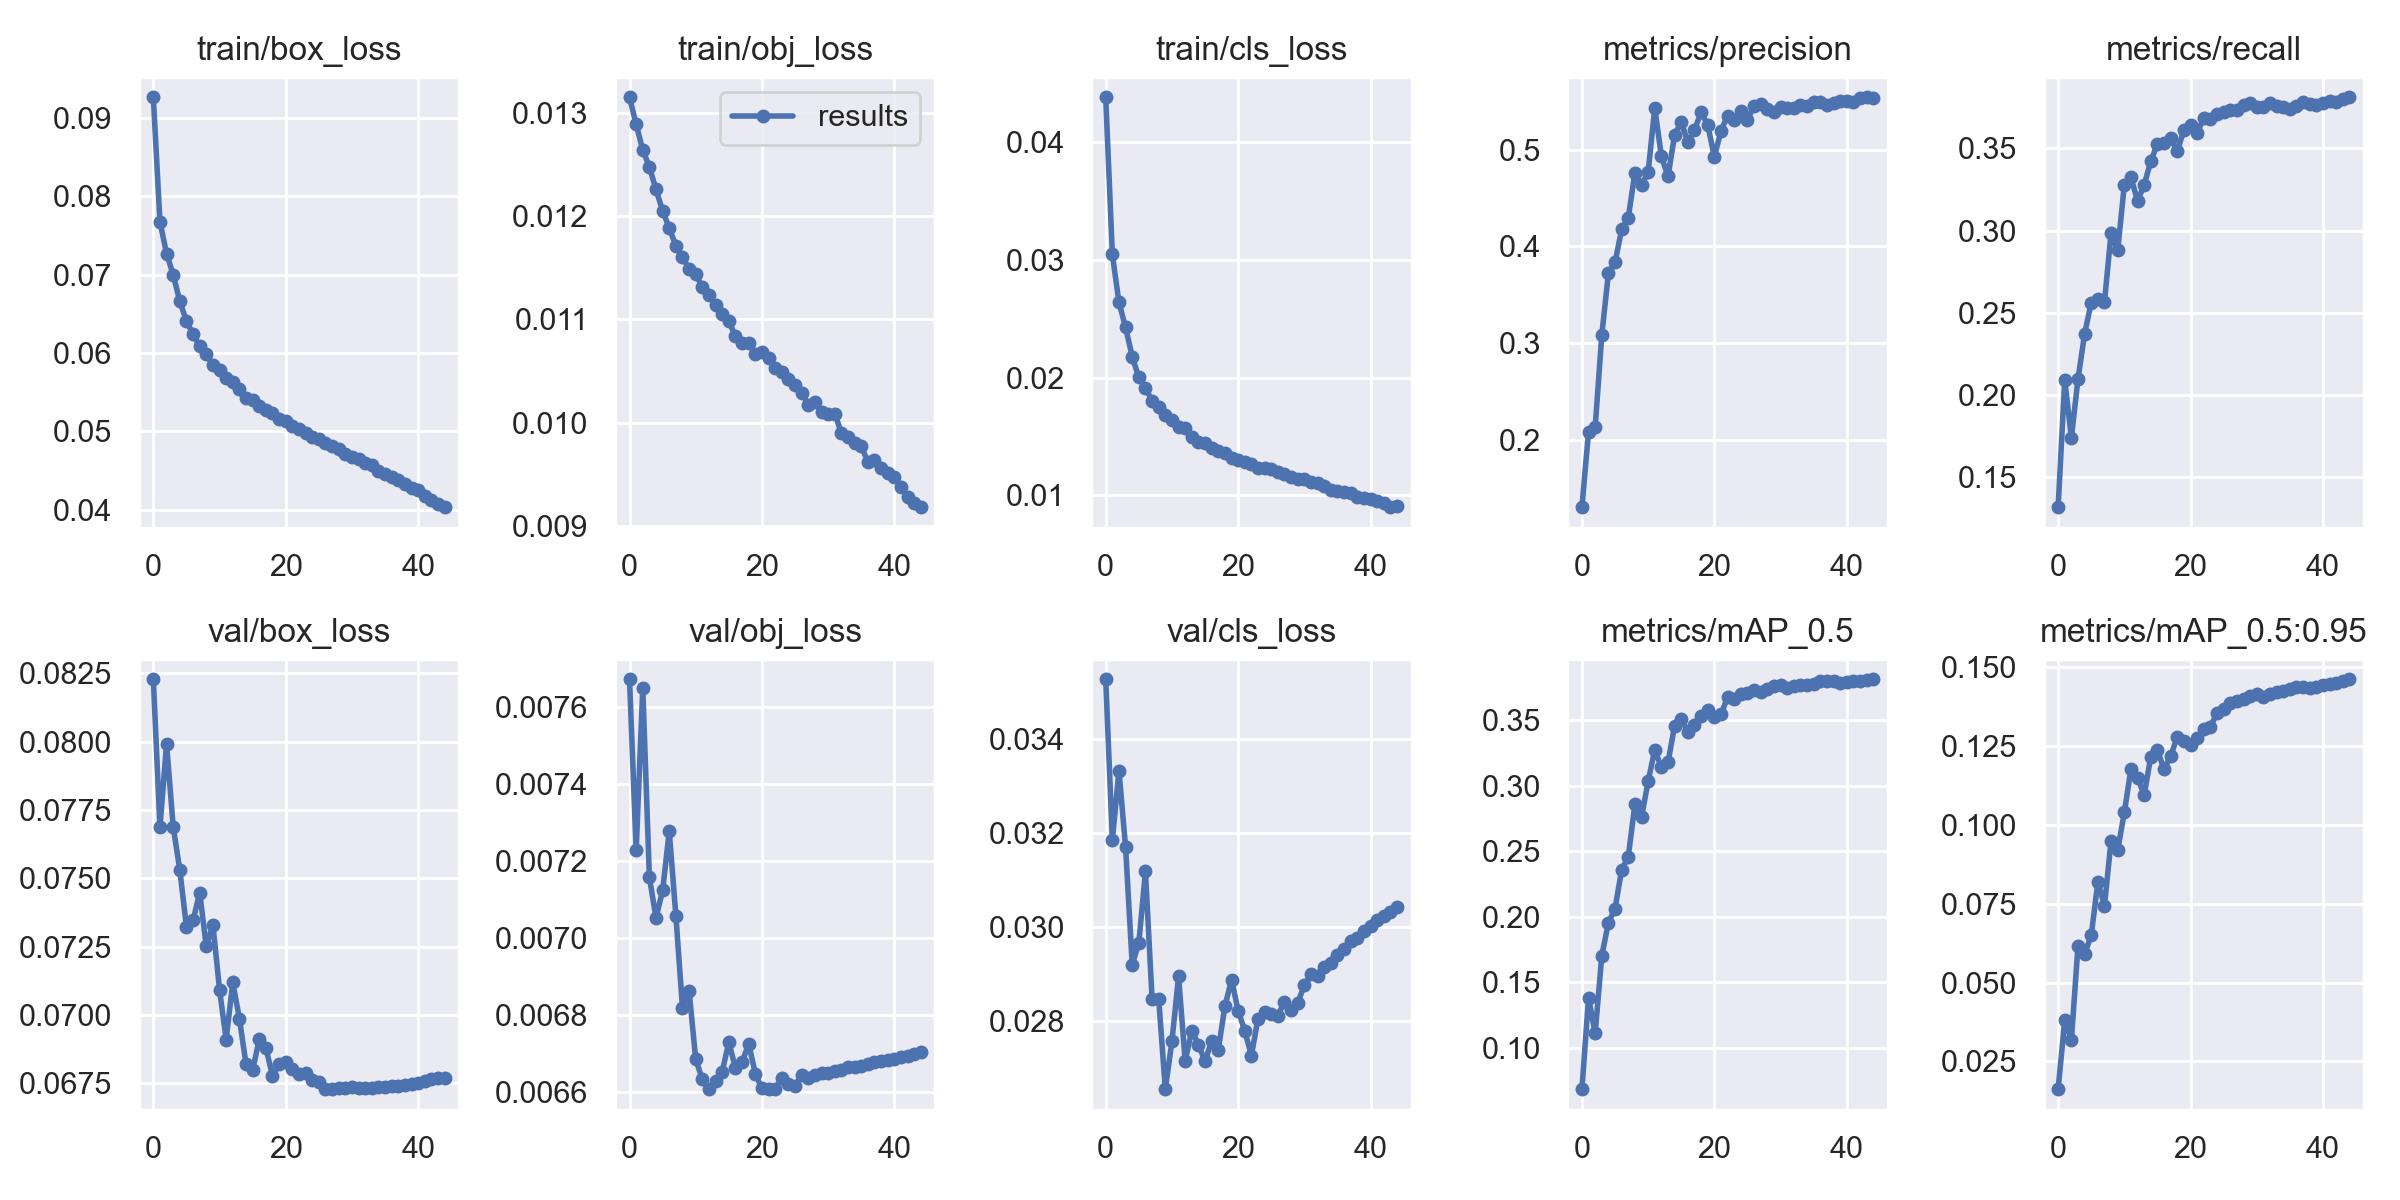 train/box_loss
0.09
0.08
0.07
0.06
0.05
0.04
0 20 40
train/obj_loss
results
0.013
0.012
0.011
0.010
0.009
0 20 40
train/cls_loss
0.04
0.03
0.02
0.01
0 20 40
metrics/precision
0.5
0.4
0.3
0.2
0 20 40
metrics/recall
0.35
0.30
0.25
0.20
0.15
0 20 40
val/box_loss
0.0825
0.0800
0.0775
0.0750
0.0725
0.0700
0.0675
0 20 40
val/obj_loss
0.0076
0.0074
0.0072
0.0070
0.0068
0.0066
0 20 40
val/cls_loss
0.034
0.032
0.030
0.028
0 20 40
metrics/mAP_0.5
0.35
0.30
0.25
0.20
0.15
0.10
0 20 40
metrics/mAP_0.5:0.95
0.150
0.125
0.100
0.075
0.050
0.025
0 20 40